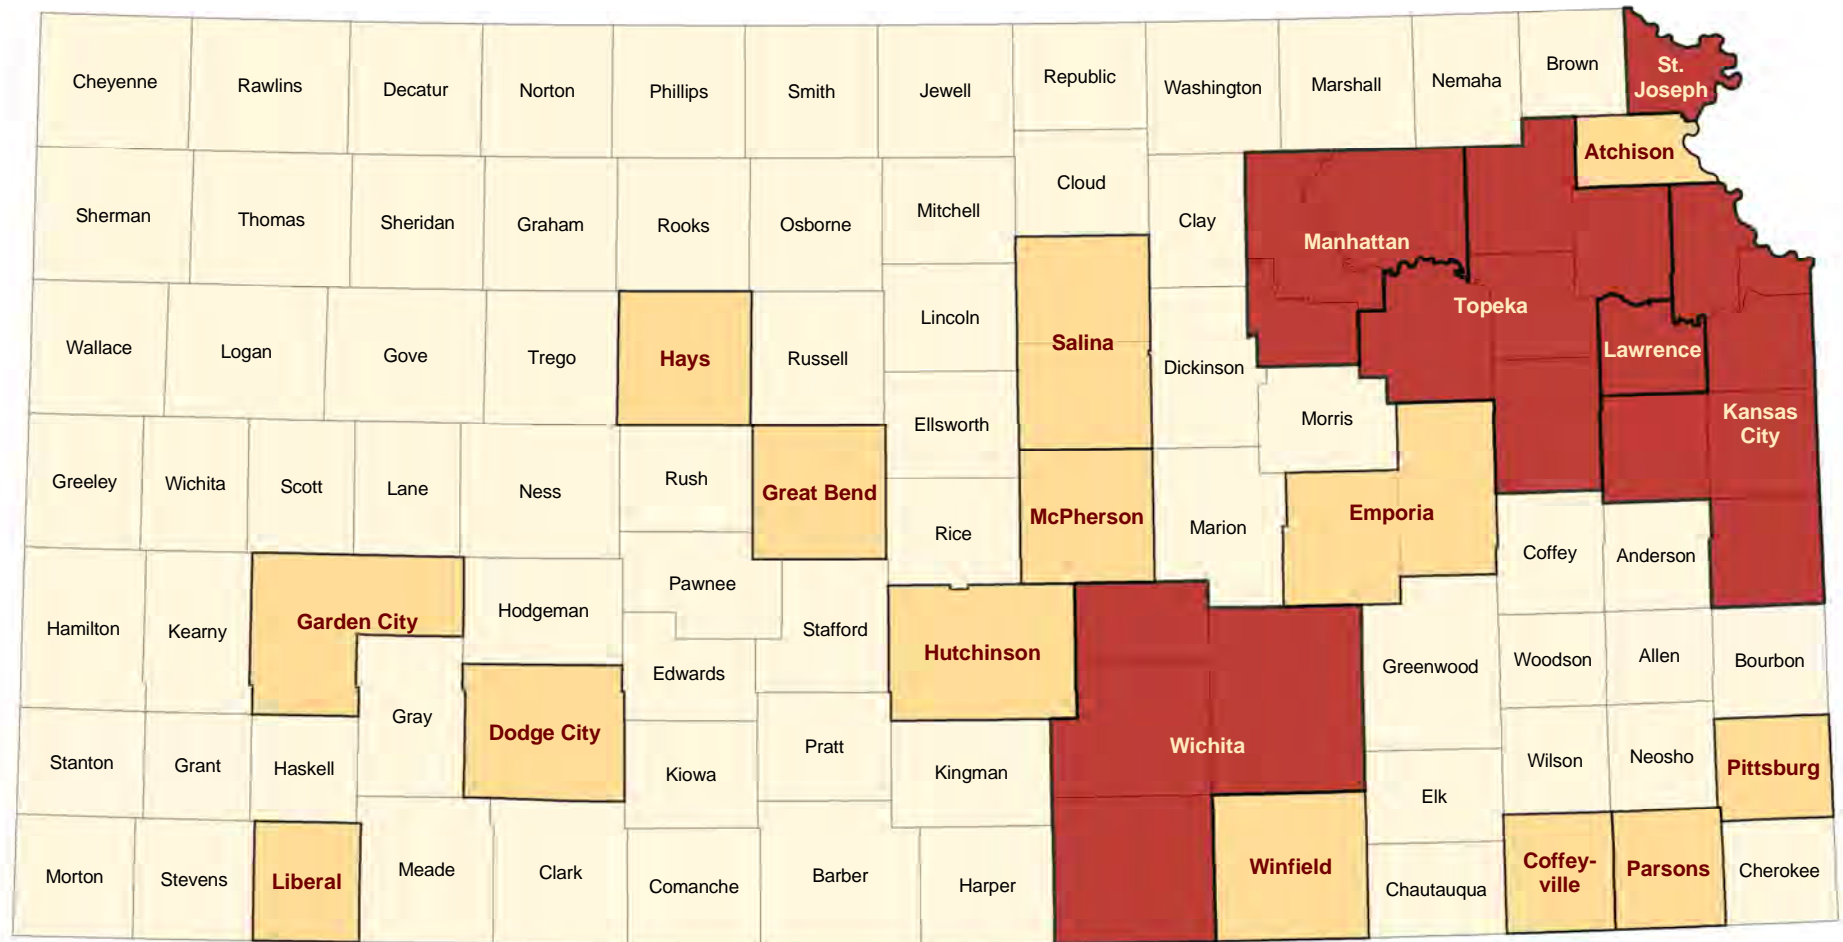 Cheyenne
Rawlins
Decatur
Norton
Phillips
Smith
Jewell
Republic
Washington
Marshall
Nemaha
Brown
St.
Joseph
Atchison
Sherman
Thomas
Sheridan
Graham
Rooks
Osborne
Mitchell
Cloud
Clay
Manhattan
Topeka
Wallace
Logan
Gove
Trego
Hays
Russell
Lincoln
Salina
Dickinson
Lawrence
Kansas
City
Greeley
Wichita
Scott
Lane
Ness
Rush
Great Bend
Ellsworth
Rice
McPherson
Marion
Morris
Emporia
Coffey
Anderson
Hamilton
Kearny
Garden City
Hodgeman
Pawnee
Edwards
Stafford
Hutchinson
Greenwood
Woodson
Allen
Bourbon
Stanton
Grant
Haskell
Gray
Dodge City
Kiowa
Pratt
Kingman
Wichita
Elk
Wilson
Neosho
Pittsburg
Morton
Stevens
Liberal
Meade
Clark
Comanche
Barber
Harper
Winfield
Chautauqua
Coffey-
ville
Parsons
Cherokee